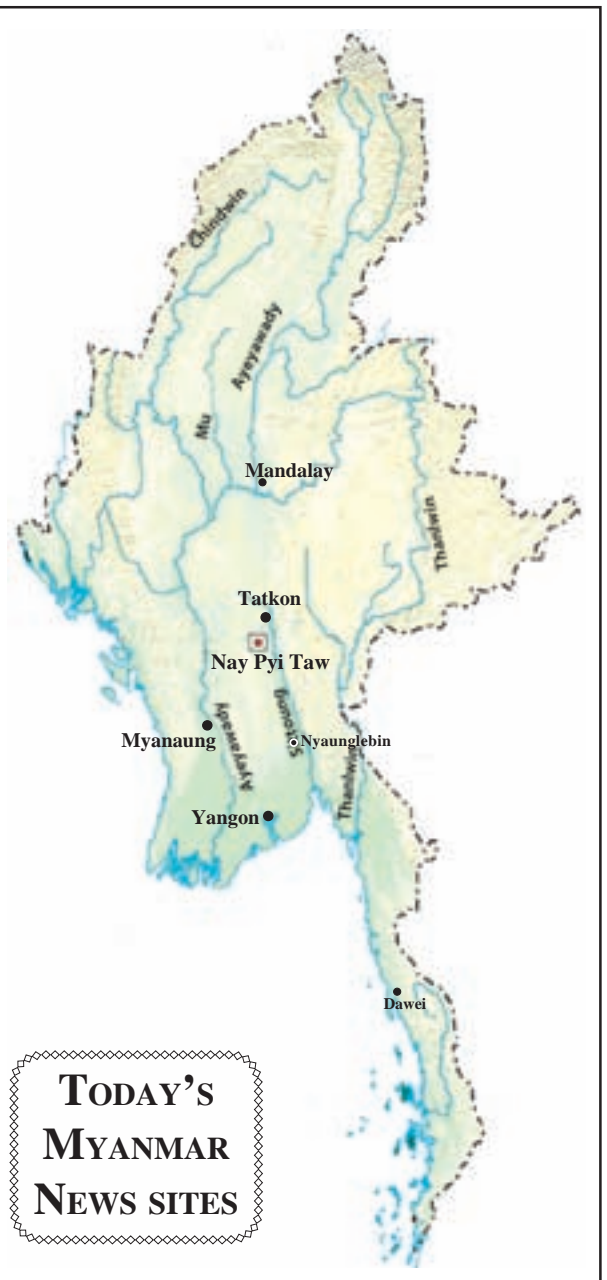 Chindwin
Ayeyawady
Mu
Mandalay
Thanlwin
Tatkon
Nay Pyi Taw
Ayeyawady
Sittoung
Myanaung
Nyaunglebin
Thanlwin
Yangon
Dawei
TODAY'S
MYANMAR
NEWS SITES